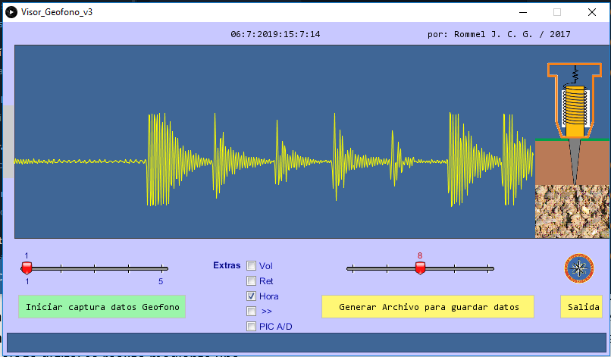 Visor_Geofono_v3
06:7:2019:15:7:14
por: Rommel J. C. G. / 2017
1
0
Extras
Vol
Ret
1
5
Hora
>>
PIC A/D
Iniciar captura datos Geofono
Generar Archivo para guardar datos
Salida